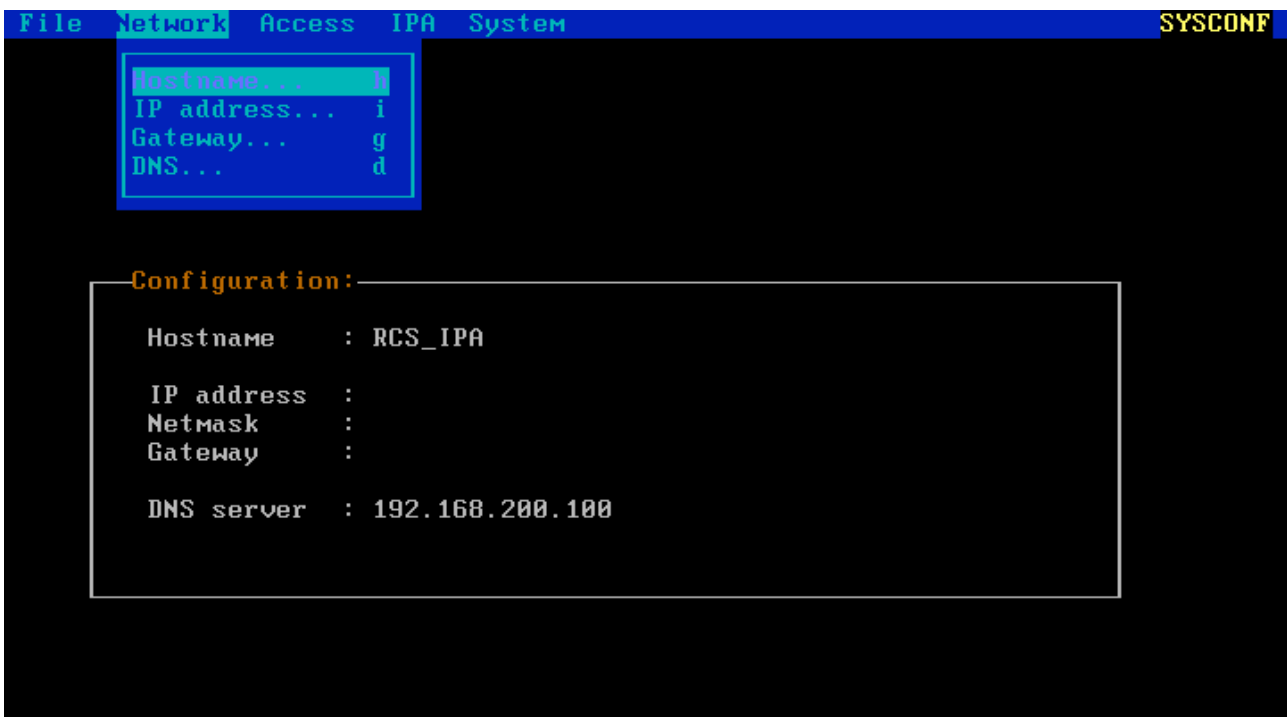 File Network Access IPA System SYSCONF
Hostname... h
IP address... i
Gateway... g
DNS... d
Configuration:
Hostname : RCS_IPA
IP address :
Netmask :
Gateway :
DNS server : 192.168.200.100